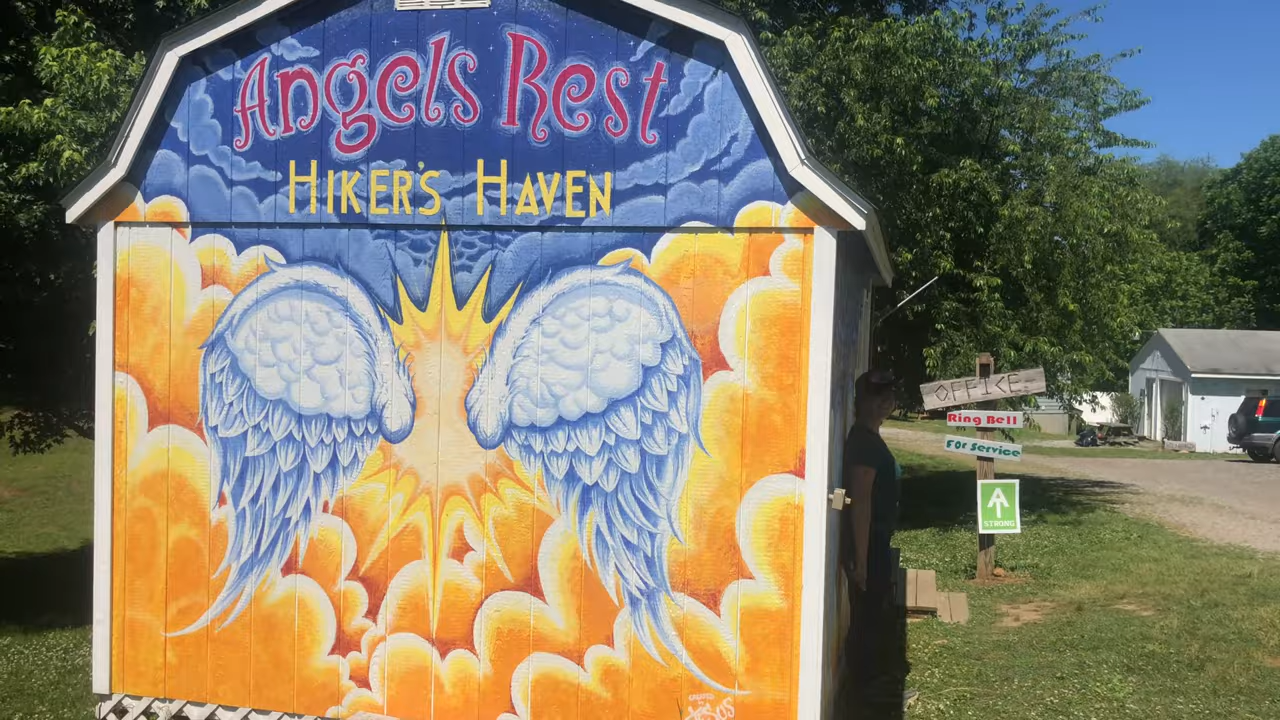 Angels Rest
HIKER'S HAVEN
OFFICE
Ring Bell
For Service
STRONG